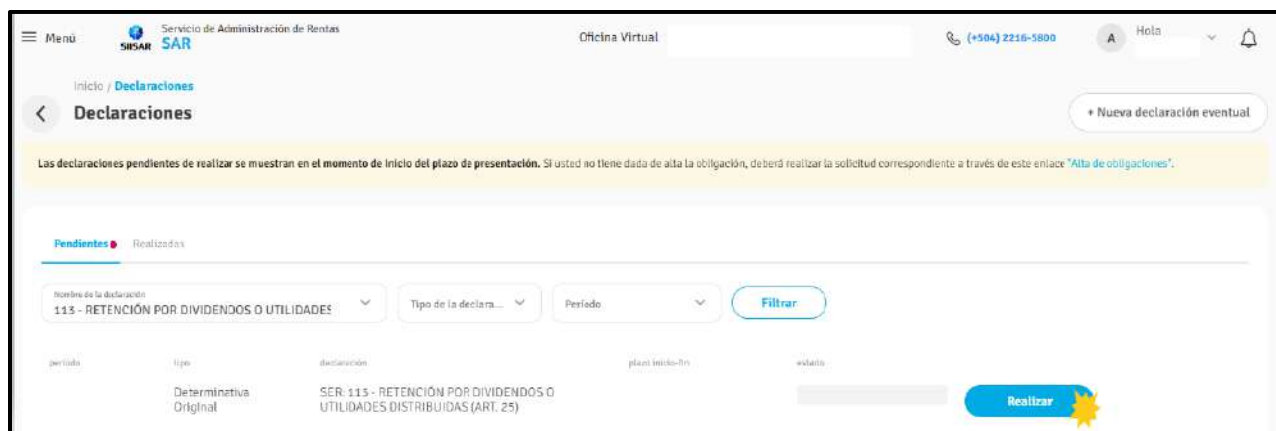 Menú
SIISAR
Servicio de Administración de Rentas
SAR
Oficina Virtual
(+504) 2216-5800
A
Hola
Inicio / Declaraciones
Declaraciones
+ Nueva declaración eventual
Las declaraciones pendientes de realizar se muestran en el momento de inicio del plazo de presentación. Si usted no tiene dada de alta la obligación, deberá realizar la solicitud correspondiente a través de este enlace "Alta de obligaciones".
Pendientes
Realizadas
Nombre de la declaración
113 - RETENCIÓN POR DIVIDENDOS O UTILIDADES
Tipo de la declara...
Período
Filtrar
período tipo declaración plazo inicio-fin estado
Determinativa
Original
SER: 113 - RETENCIÓN POR DIVIDENDOS O
UTILIDADES DISTRIBUIDAS (ART. 25)
Realizar